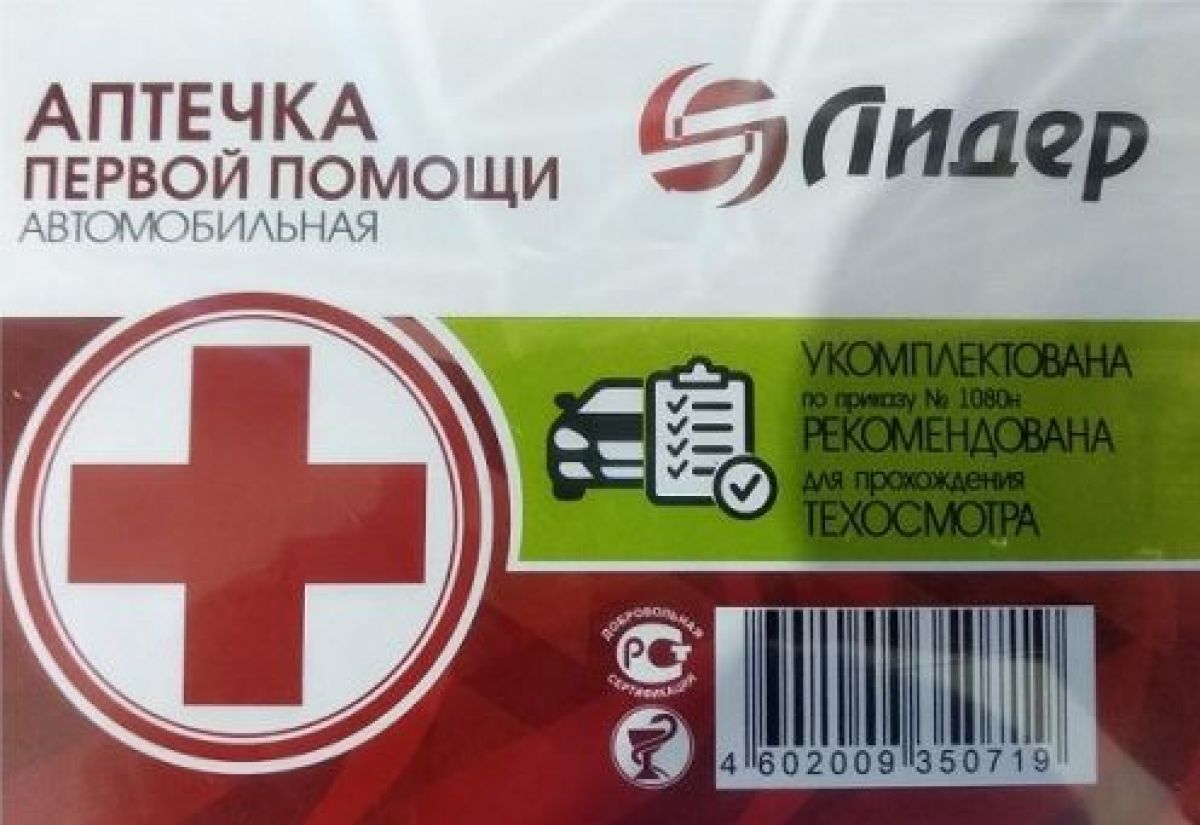 АПТЕЧКА
ПЕРВОЙ ПОМОЩИ
АВТОМОБИЛЬНАЯ
Лидер
УКОМПЛЕКТОВАНА
по приказу № 1080н
РЕКОМЕНДОВАНА
для прохождения
ТЕХОСМОТРА
ДОБРОВОЛЬНАЯ
РСТ
СЕРТИФИКАЦИЯ
4 602009 350719